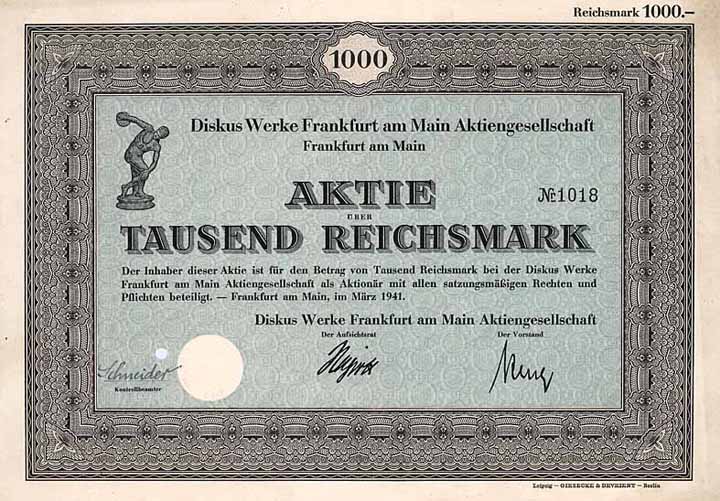 Reichsmark 1000.–
1000
Diskus Werke Frankfurt am Main Aktiengesellschaft
Frankfurt am Main
AKTIE
№ 1018
ÜBER
TAUSEND REICHSMARK
Der Inhaber dieser Aktie ist für den Betrag von Tausend Reichsmark bei der Diskus Werke
Frankfurt am Main Aktiengesellschaft als Aktionär mit allen satzungsmäßigen Rechten und
Pflichten beteiligt. — Frankfurt am Main, im März 1941.
Diskus Werke Frankfurt am Main Aktiengesellschaft
Der Aufsichtsrat Der Vorstand
Schneider
Kontrollbeamter
Leipzig – GIESECKE & DEVRIENT – Berlin